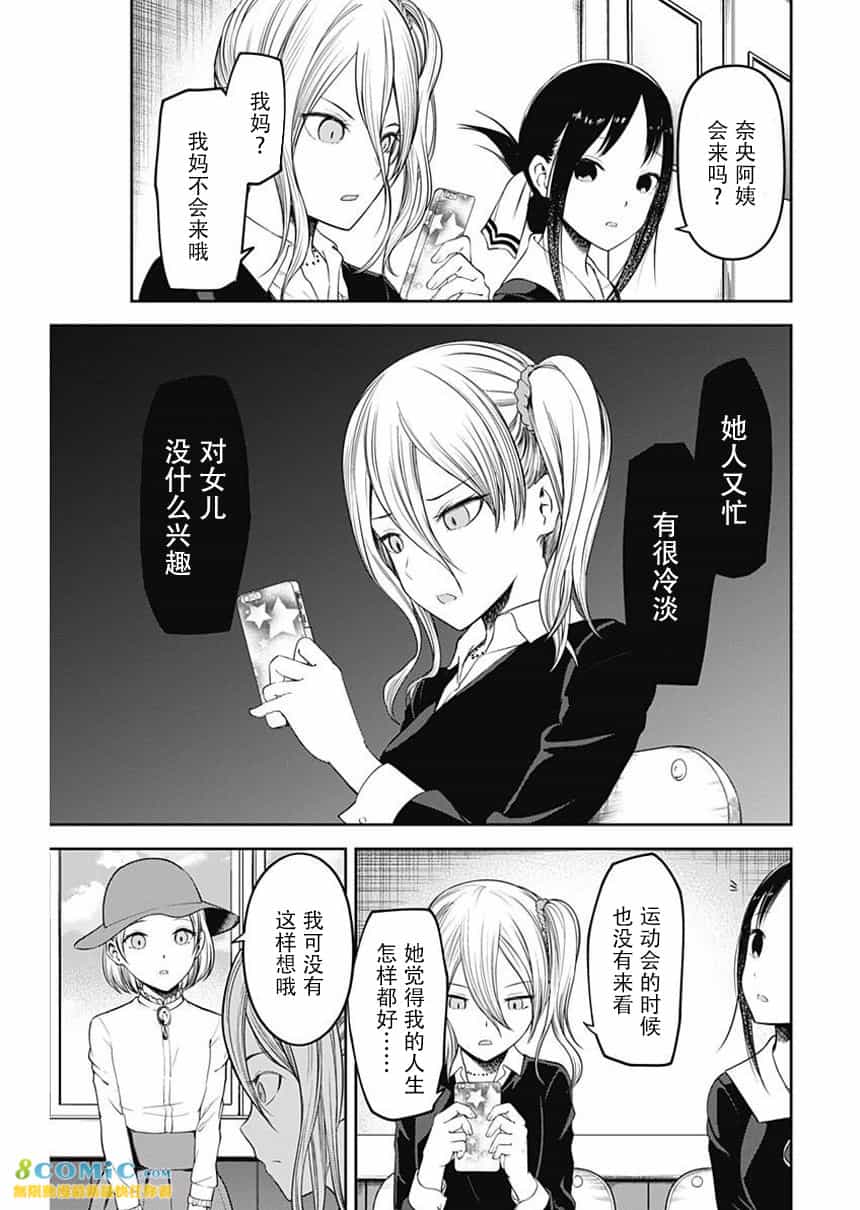 奈央阿姨
会来吗？
我妈？
我妈不会来哦
她人又忙
有很冷淡
对女儿
没什么兴趣
运动会的时候
也没有来看
她觉得我的人生
怎样都好……
我可没有
这样想哦
8COMIC.COM